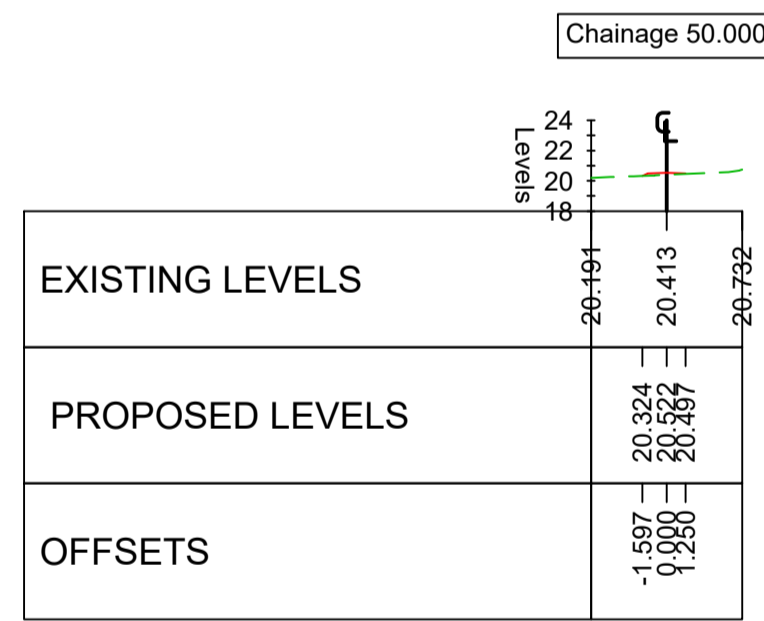 Chainage 50.000
Levels
24
22
20
18
℄
EXISTING LEVELS
20.191
20.413
20.732
PROPOSED LEVELS
20.324
20.522
20.497
OFFSETS
-1.597
0.000
1.250